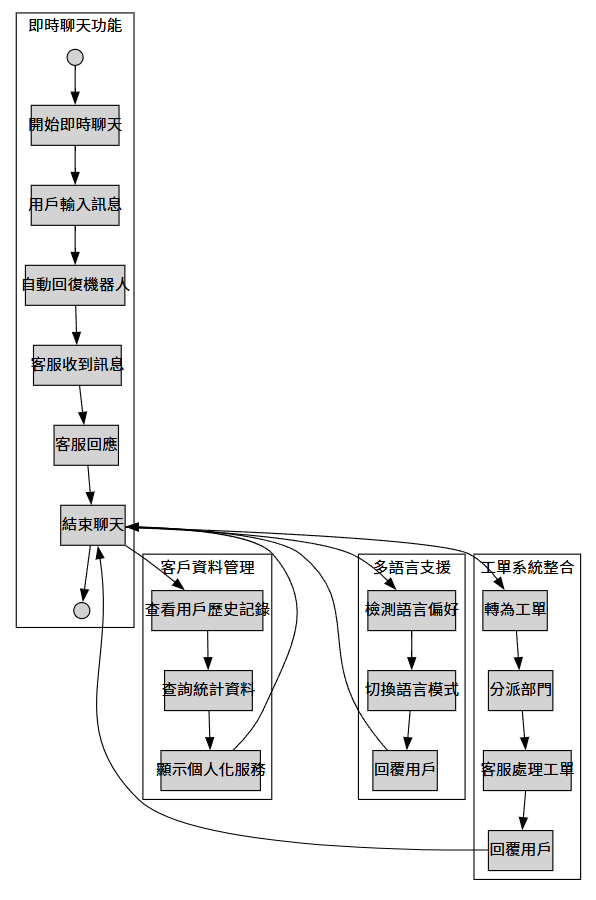 即時聊天功能
開始即時聊天
用戶輸入訊息
自動回復機器人
客服收到訊息
客服回應
結束聊天
客戶資料管理
查看用戶歷史記錄
查詢統計資料
顯示個人化服務
多語言支援
檢測語言偏好
切換語言模式
回覆用戶
工單系統整合
轉為工單
分派部門
客服處理工單
回覆用戶